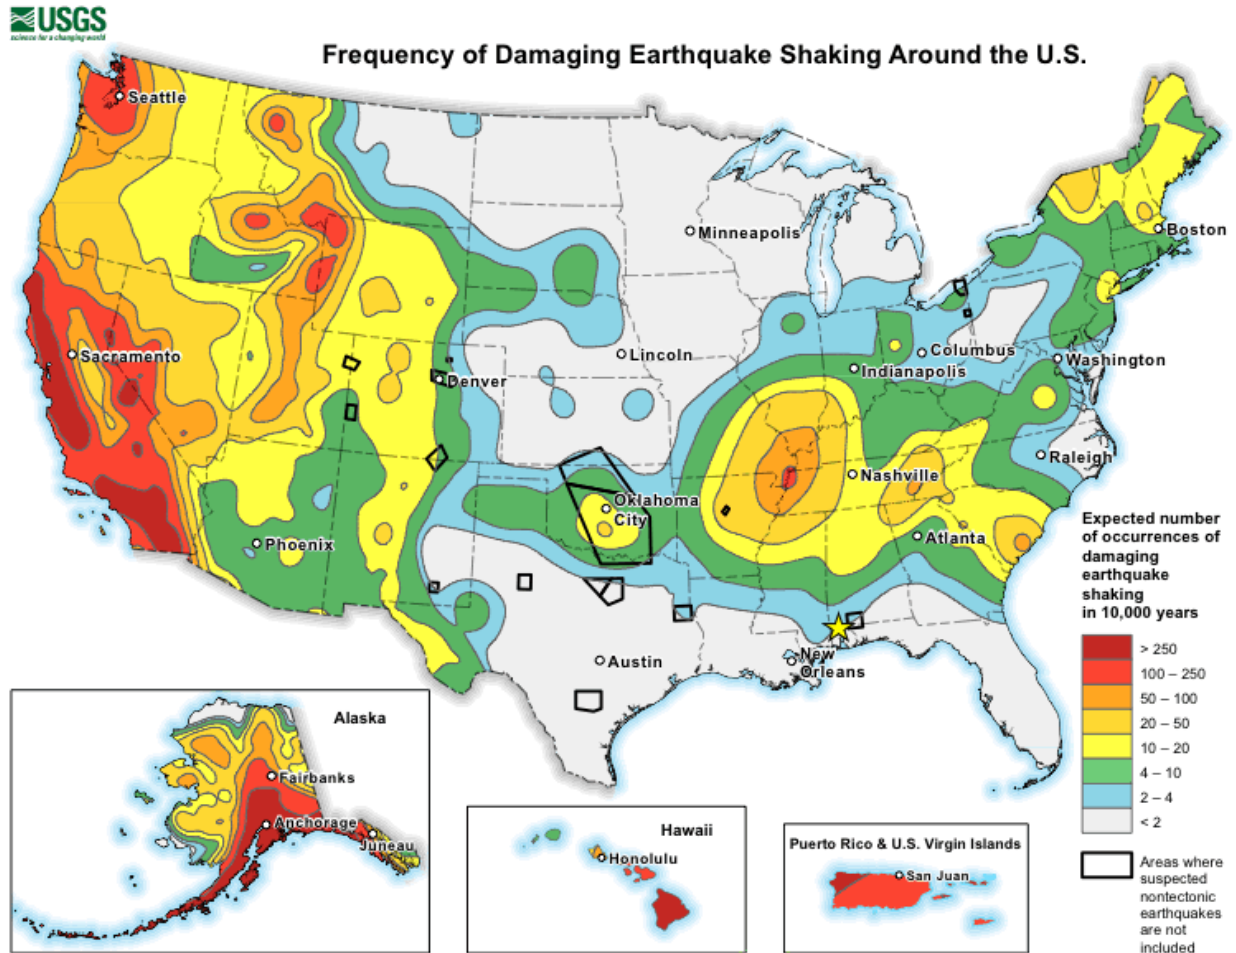 USGS
science for a changing world
Frequency of Damaging Earthquake Shaking Around the U.S.
Seattle
Minneapolis
Boston
Sacramento
Lincoln
Columbus
Washington
Denver
Indianapolis
Raleigh
Nashville
Oklahoma
City
Phoenix
Atlanta
Austin
New
Orleans
Expected number
of occurrences of
damaging
earthquake
shaking
in 10,000 years
> 250
100 – 250
50 – 100
20 – 50
10 – 20
4 – 10
2 – 4
< 2
Areas where
suspected
nontectonic
earthquakes
are not
included
Alaska
Fairbanks
Anchorage
Juneau
Hawaii
Honolulu
Puerto Rico & U.S. Virgin Islands
San Juan